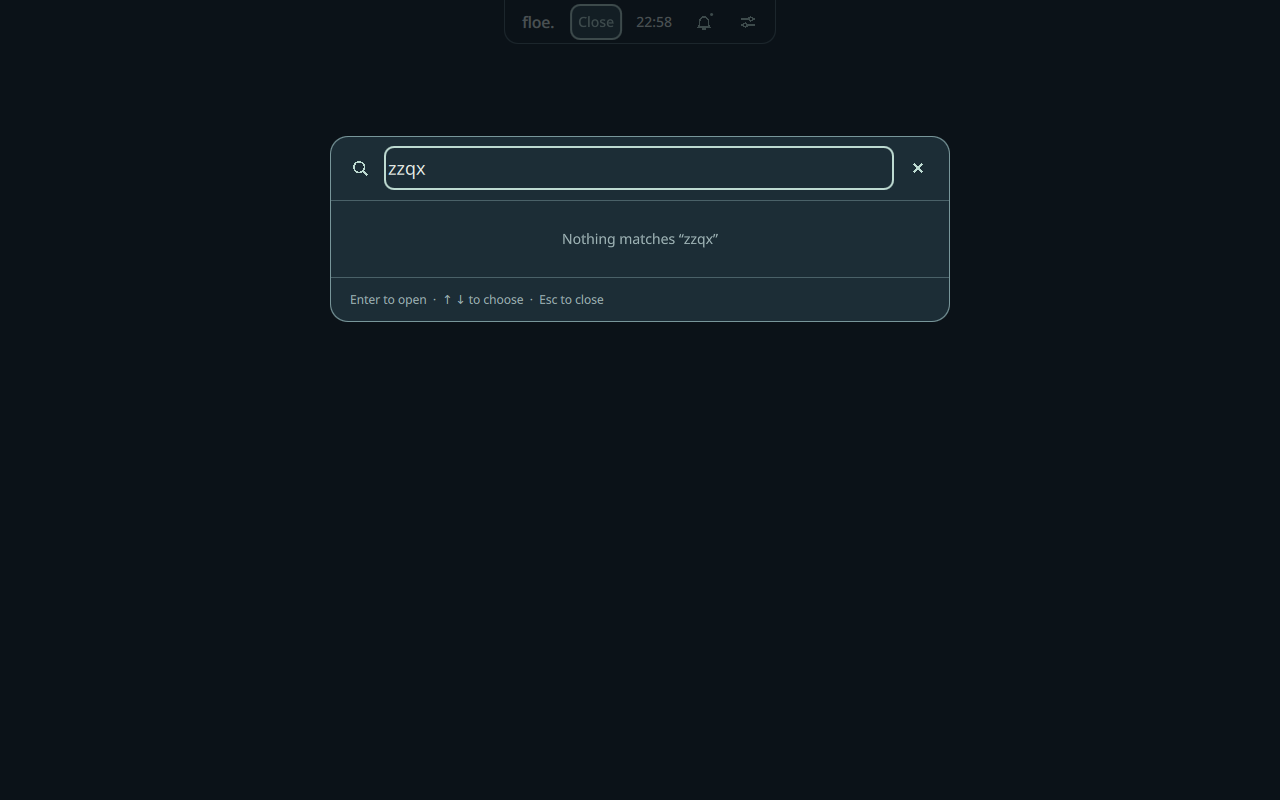 floe. Close 22:58
zzqx
Nothing matches “zzqx”
Enter to open · ↑ ↓ to choose · Esc to close